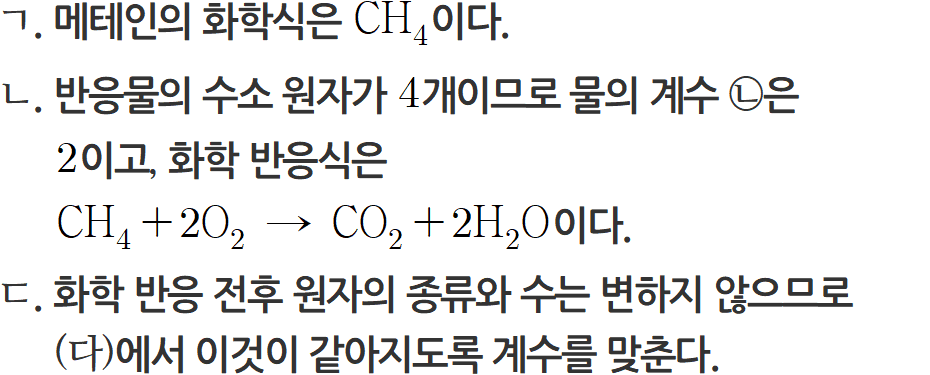 ㄱ. 메테인의 화학식은 CH₄이다.
ㄴ. 반응물의 수소 원자가 4개이므로 물의 계수 ㉡은
2이고, 화학 반응식은
CH₄ + 2O₂ → CO₂ + 2H₂O이다.
ㄷ. 화학 반응 전후 원자의 종류와 수는 변하지 않으므로
(다)에서 이것이 같아지도록 계수를 맞춘다.